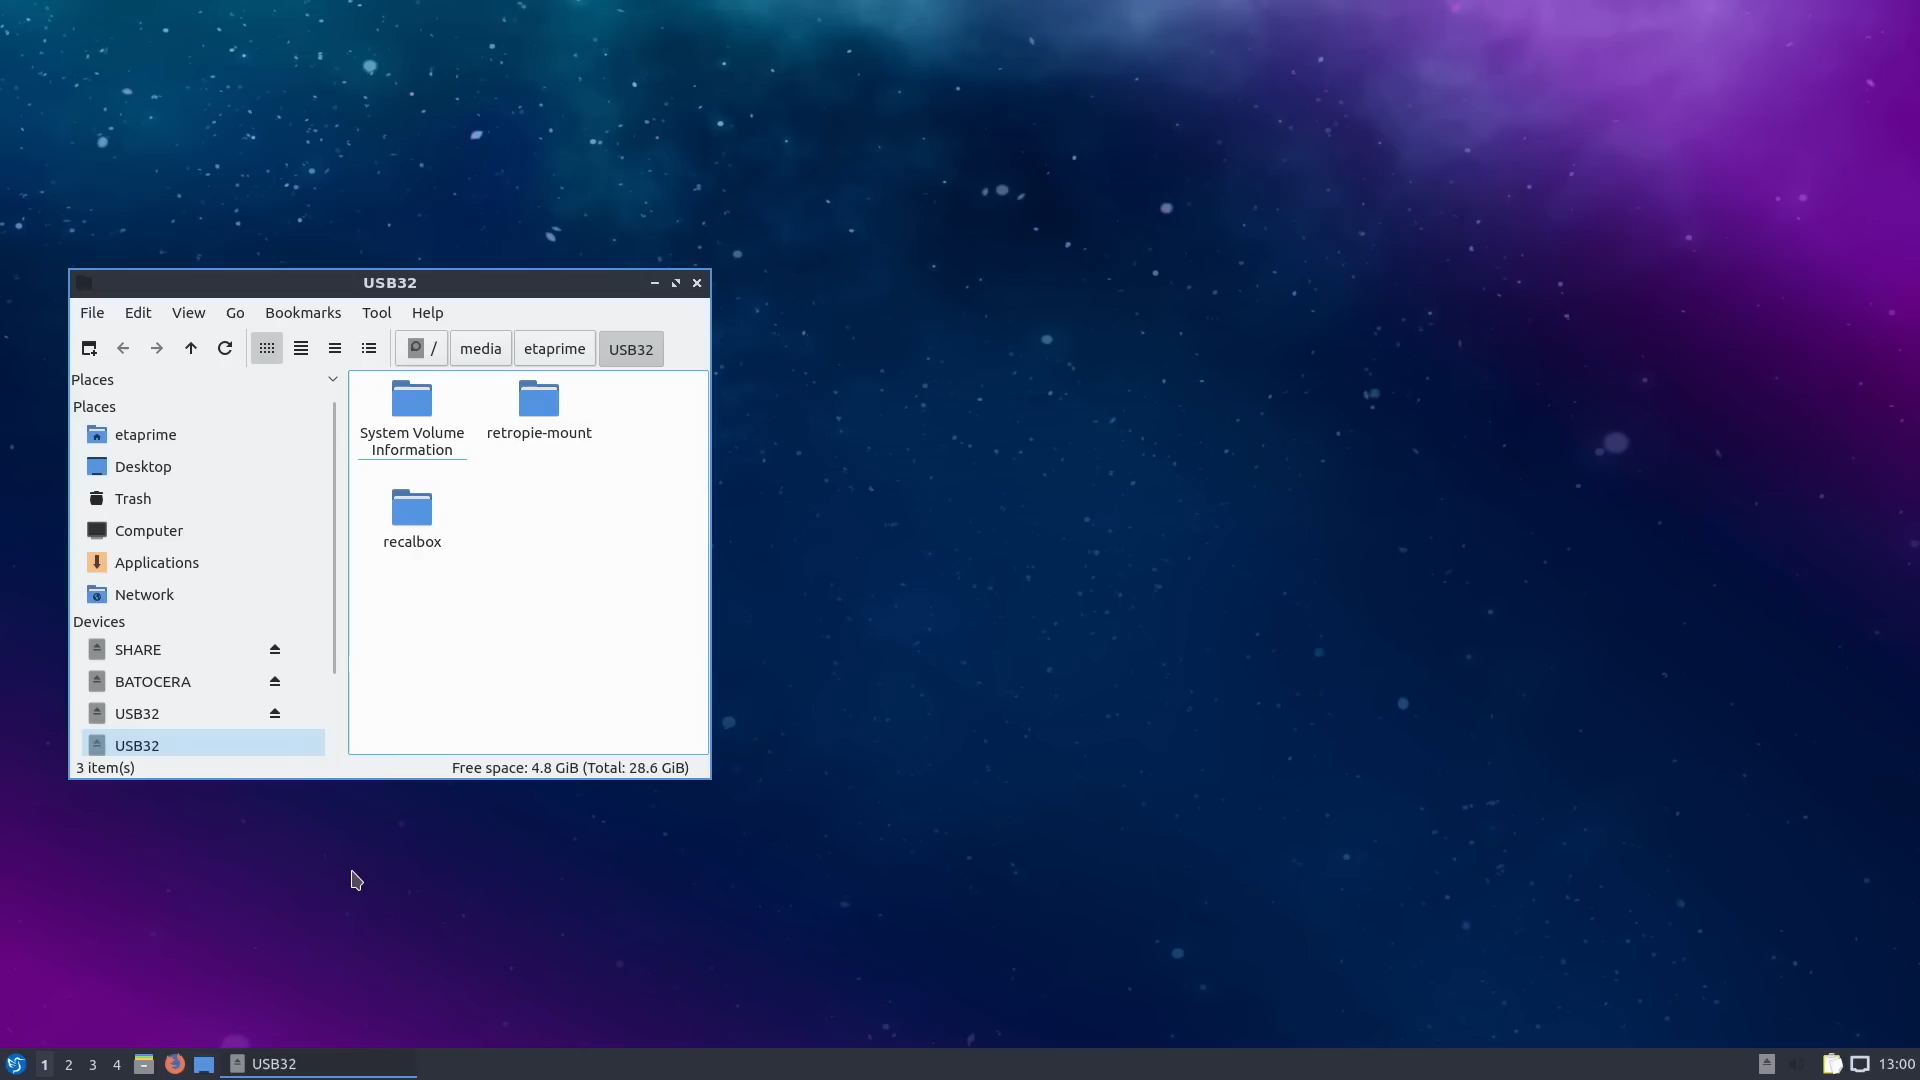 USB32
File Edit View Go Bookmarks Tool Help
/ media etaprime USB32
Places
Places
etaprime
Desktop
Trash
Computer
Applications
Network
Devices
SHARE
BATOCERA
USB32
USB32
System Volume
Information
retropie-mount
recalbox
3 item(s)
Free space: 4.8 GiB (Total: 28.6 GiB)
1 2 3 4 USB32 13:00